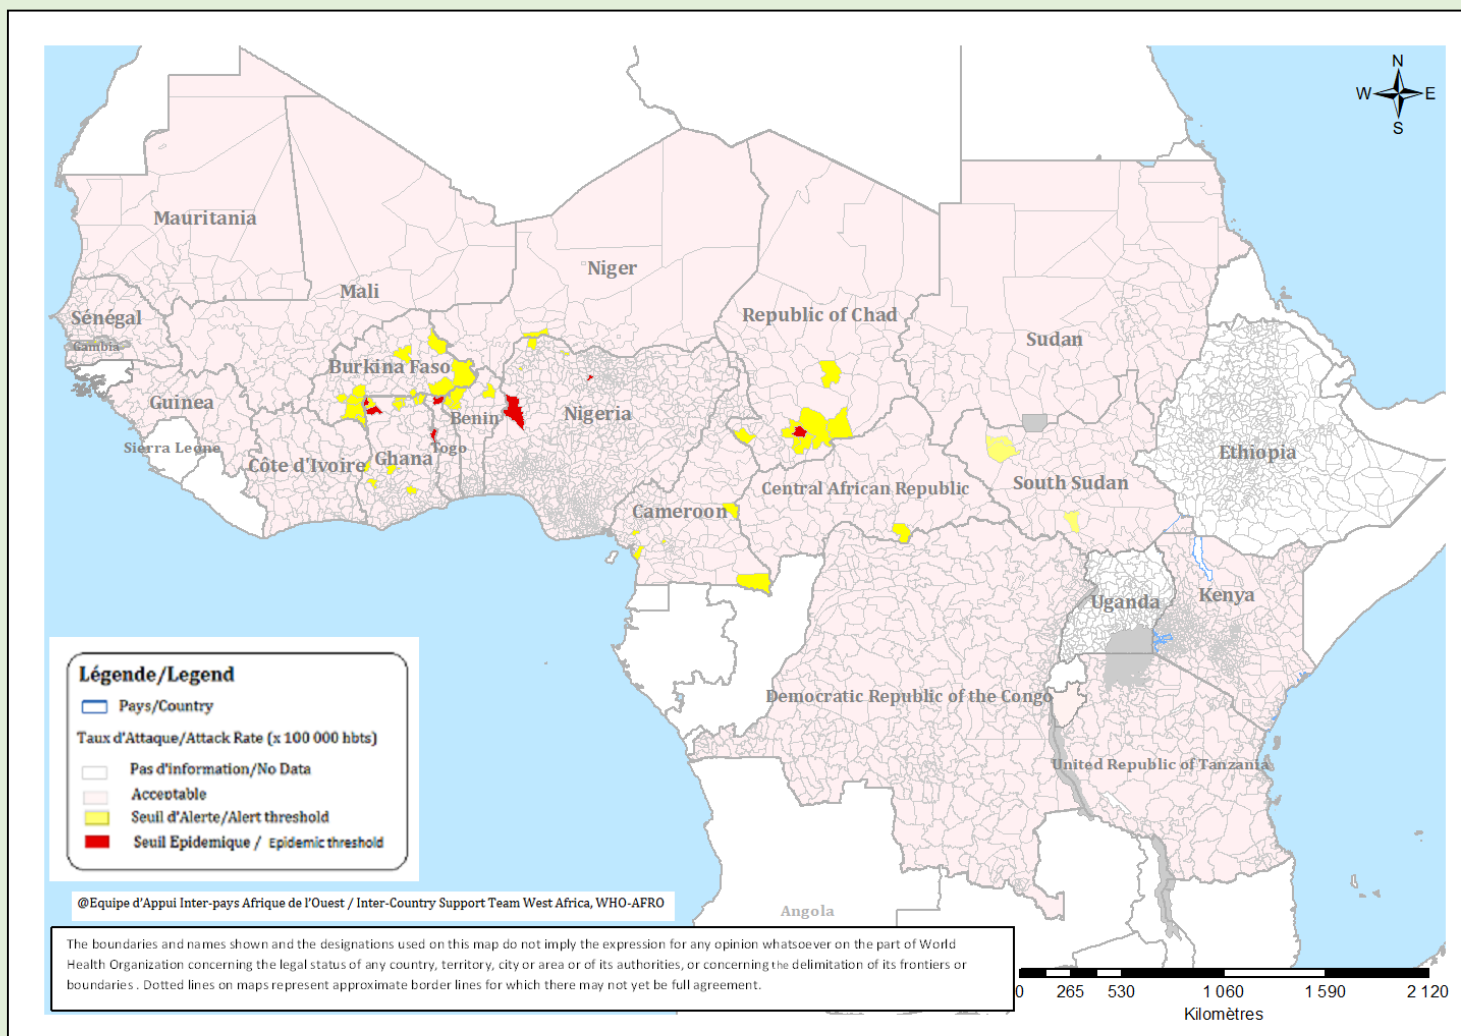 N
W E
S
Mauritania
Mali
Niger
Sénégal
Gambia
Republic of Chad
Sudan
Burkina Faso
Guinea
Benin
Nigeria
Sierra Leone
Côte d'Ivoire
Ghana
Togo
Ethiopia
Central African Republic
South Sudan
Cameroon
Uganda
Kenya
Democratic Republic of the Congo
United Republic of Tanzania
Angola
Légende/Legend
Pays/Country
Taux d'Attaque/Attack Rate (x 100 000 hbts)
Pas d'information/No Data
Acceptable
Seuil d'Alerte/Alert threshold
Seuil Epidemique / Epidemic threshold
@Equipe d'Appui Inter-pays Afrique de l'Ouest / Inter-Country Support Team West Africa, WHO-AFRO
The boundaries and names shown and the designations used on this map do not imply the expression for any opinion whatsoever on the part of World
Health Organization concerning the legal status of any country, territory, city or area or of its authorities, or concerning the delimitation of its frontiers or
boundaries . Dotted lines on maps represent approximate border lines for which there may not yet be full agreement.
0 265 530 1 060 1 590 2 120
Kilomètres